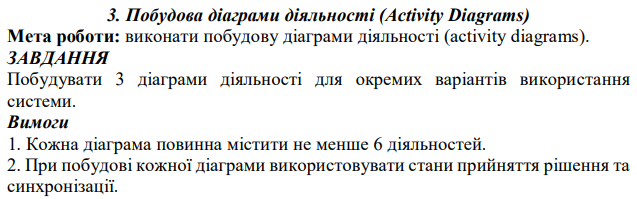 3. Побудова діаграми діяльності (Activity Diagrams)
Мета роботи: виконати побудову діаграми діяльності (activity diagrams).
ЗАВДАННЯ
Побудувати 3 діаграми діяльності для окремих варіантів використання
системи.
Вимоги
1. Кожна діаграма повинна містити не менше 6 діяльностей.
2. При побудові кожної діаграми використовувати стани прийняття рішення та
синхронізації.